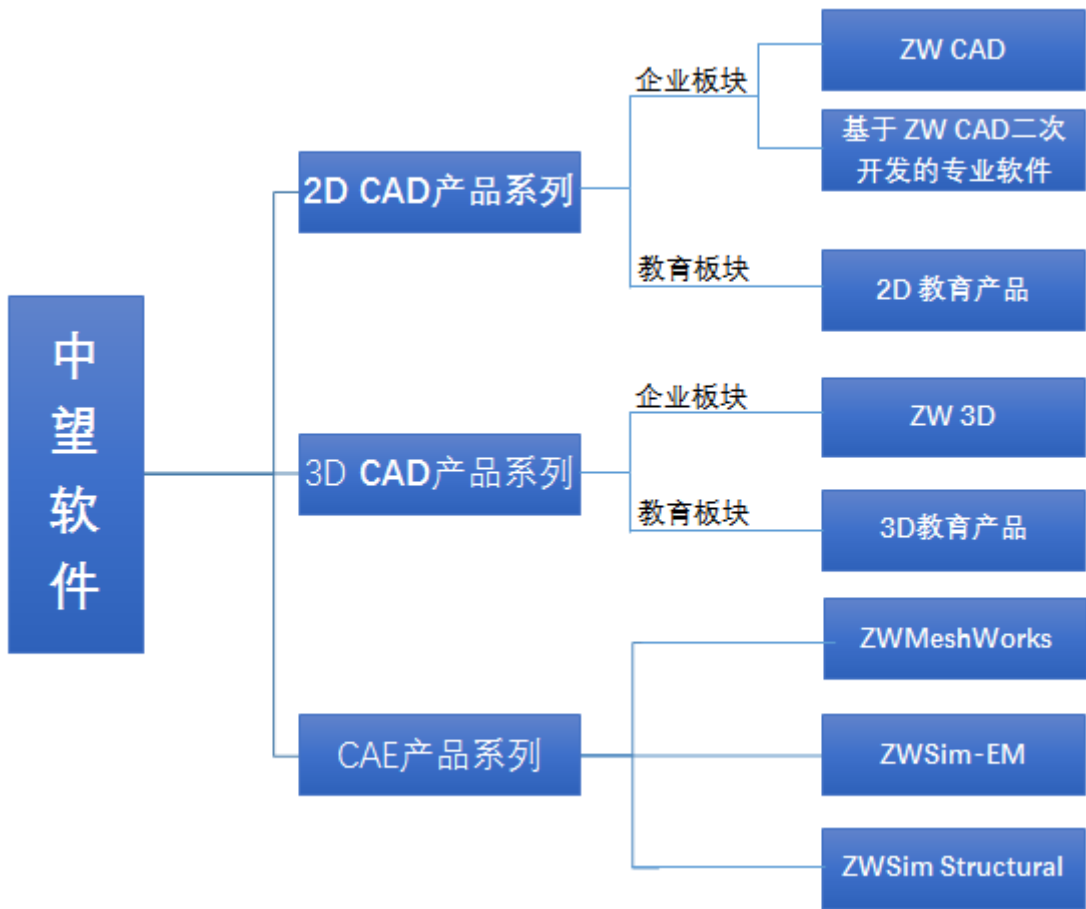 中望软件
2D CAD产品系列
企业板块
ZW CAD
基于 ZW CAD二次
开发的专业软件
教育板块
2D 教育产品
3D CAD产品系列
企业板块
ZW 3D
教育板块
3D教育产品
CAE产品系列
ZWMeshWorks
ZWSim-EM
ZWSim Structural